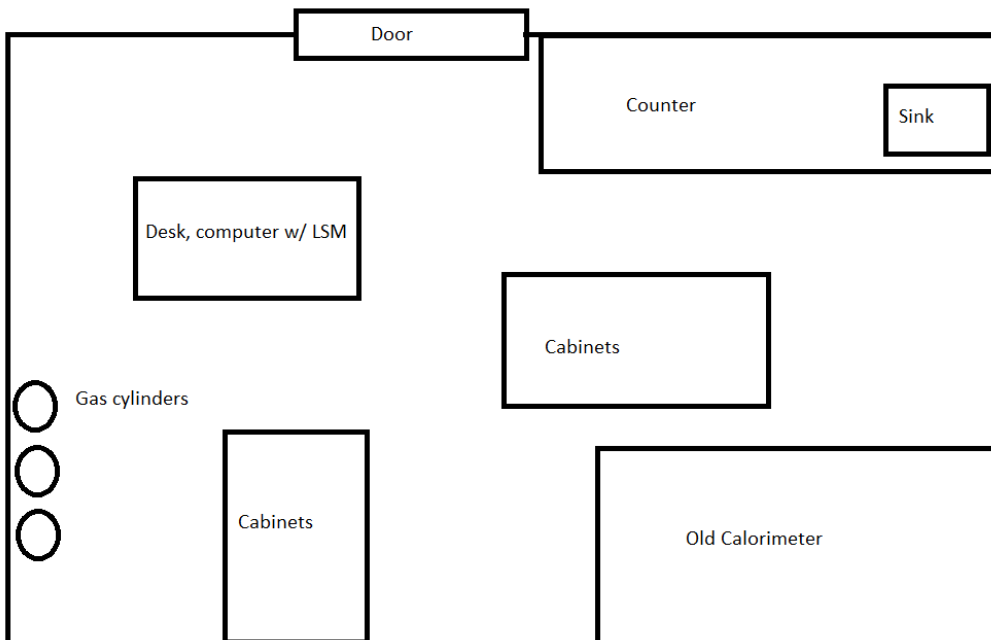 Door
Counter
Sink
Desk, computer w/ LSM
Cabinets
Gas cylinders
Cabinets
Old Calorimeter